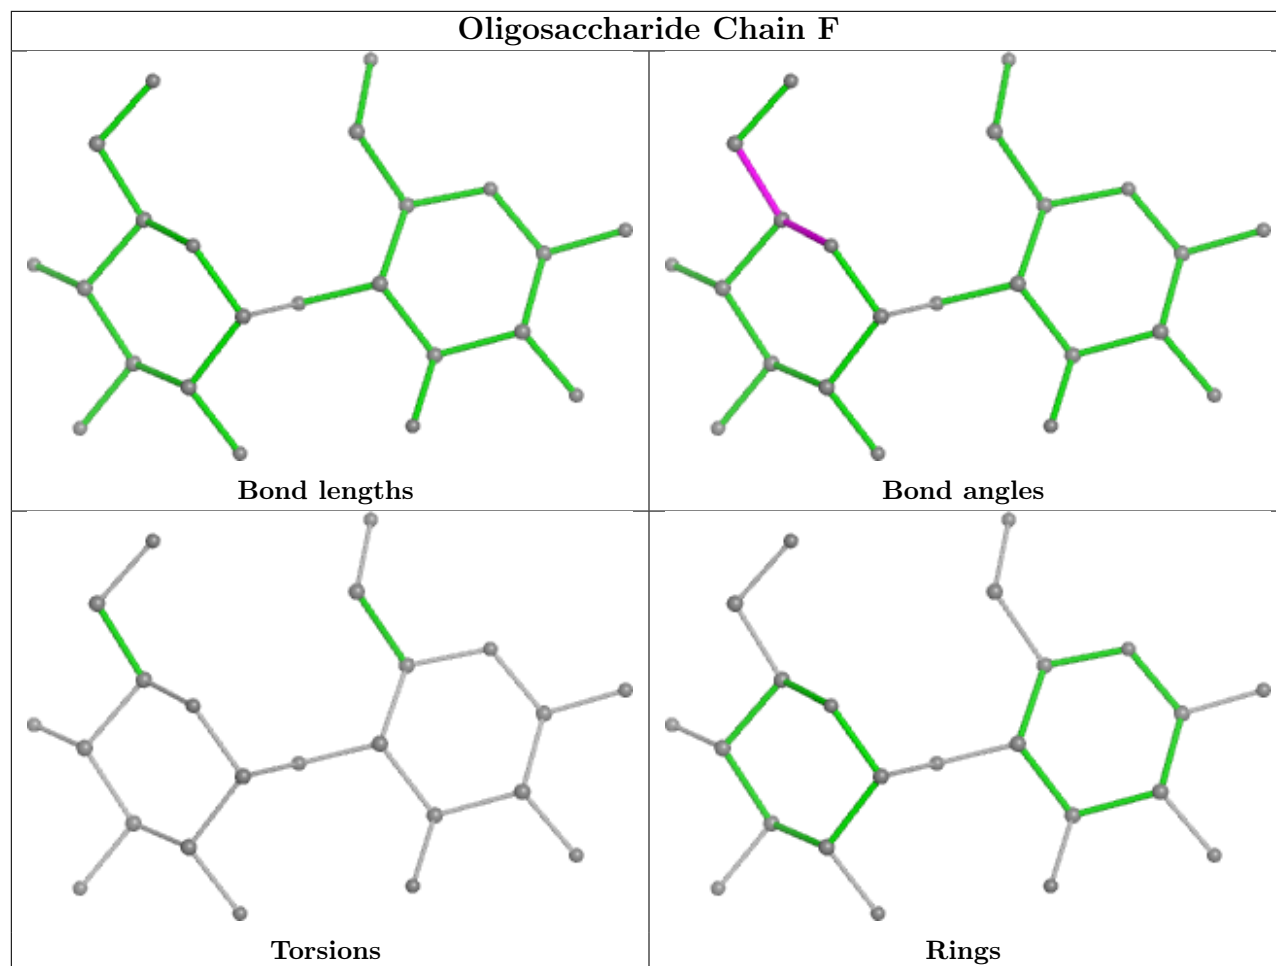 Oligosaccharide Chain F
Bond lengths
Bond angles
Torsions
Rings